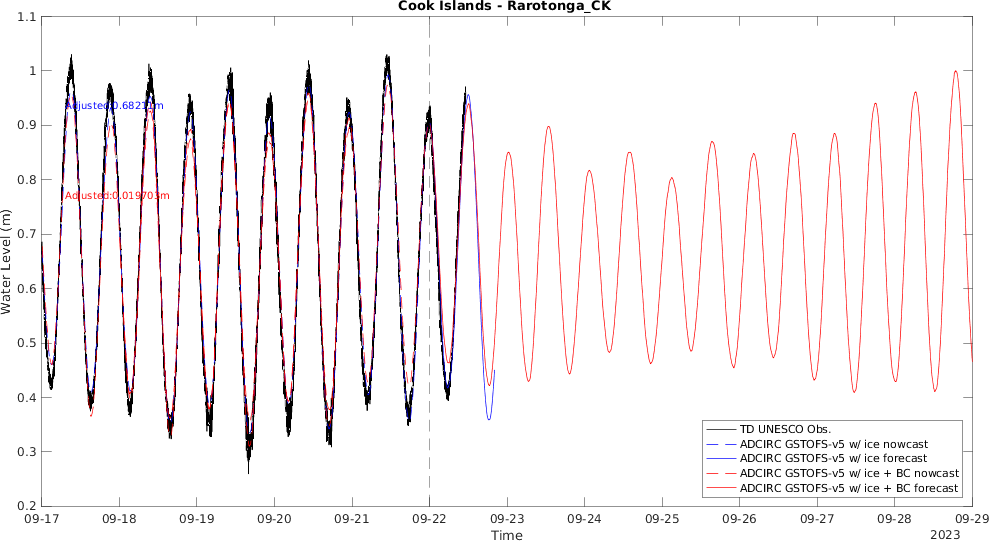 Cook Islands - Rarotonga_CK
Water Level (m)
1.1
1
0.9
0.8
0.7
0.6
0.5
0.4
0.3
0.2
Adjusted:0.68211m
Adjusted:0.019703m
TD UNESCO Obs.
ADCIRC GSTOFS-v5 w/ ice nowcast
ADCIRC GSTOFS-v5 w/ ice forecast
ADCIRC GSTOFS-v5 w/ ice + BC nowcast
ADCIRC GSTOFS-v5 w/ ice + BC forecast
09-17 09-18 09-19 09-20 09-21 09-22 09-23 09-24 09-25 09-26 09-27 09-28 09-29
Time
2023